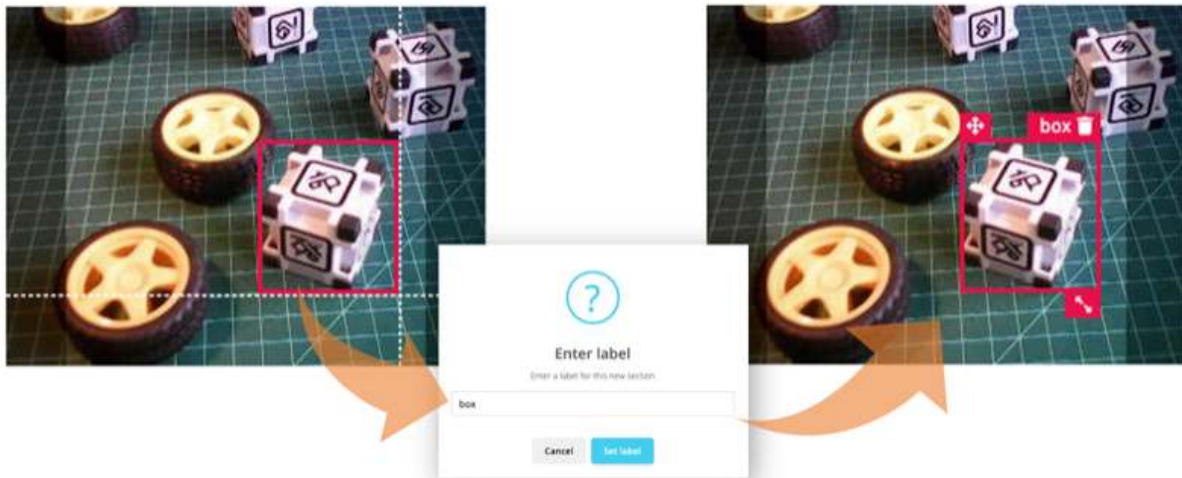 box
?
Enter label
Enter a label for this new section
box
Cancel
Set label